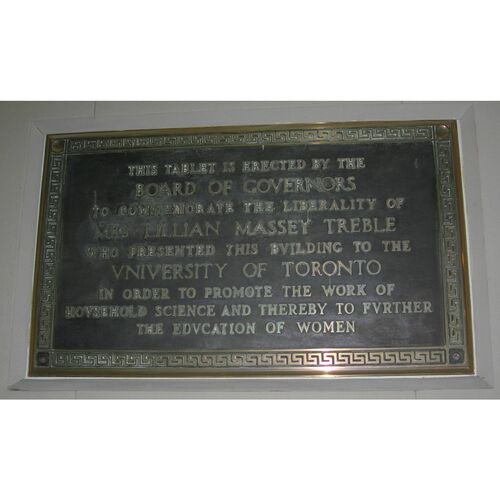 THIS TABLET IS ERECTED BY THE
BOARD OF GOVERNORS
TO COMMEMORATE THE LIBERALITY OF
MRS LILLIAN MASSEY TREBLE
WHO PRESENTED THIS BVILDING TO THE
VNIVERSITY OF TORONTO
IN ORDER TO PROMOTE THE WORK OF
HOVSEHOLD SCIENCE AND THEREBY TO FVRTHER
THE EDVCATION OF WOMEN